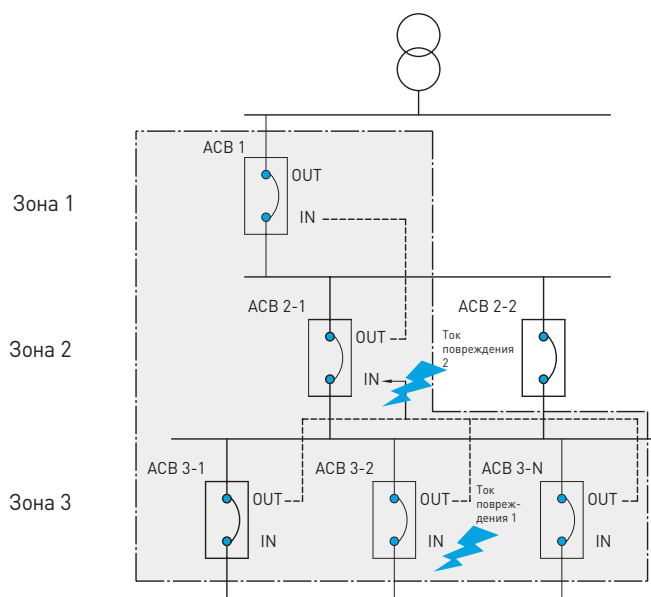 ACB 1
OUT
Зона 1
IN
ACB 2-1
ACB 2-2
OUT
Ток
повреждения
2
Зона 2
IN
ACB 3-1
ACB 3-2
ACB 3-N
OUT
OUT
Ток
повреж-
дения 1
OUT
Зона 3
IN
IN
IN